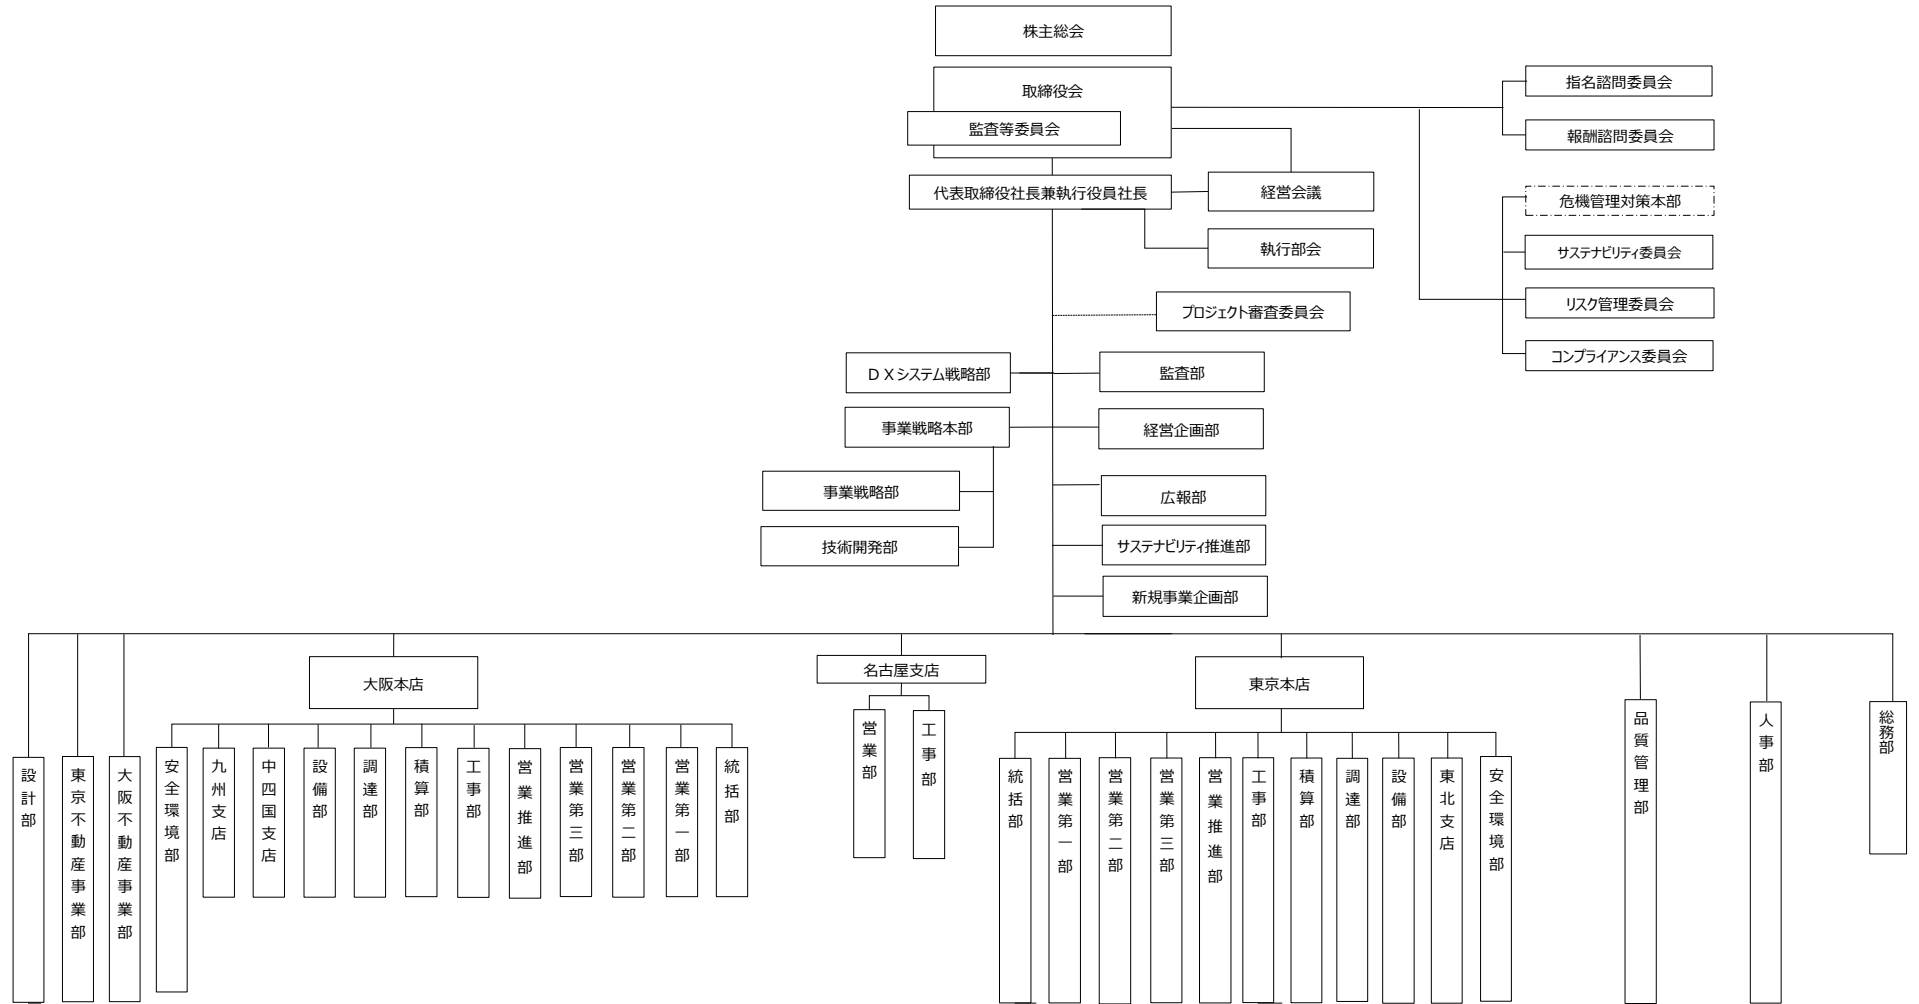 株主総会
取締役会
監査等委員会
指名諮問委員会
報酬諮問委員会
代表取締役社長兼執行役員社長
経営会議
執行部会
危機管理対策本部
サステナビリティ委員会
リスク管理委員会
コンプライアンス委員会
プロジェクト審査委員会
ＤＸシステム戦略部
監査部
事業戦略本部
経営企画部
事業戦略部
広報部
技術開発部
サステナビリティ推進部
新規事業企画部
大阪本店
名古屋支店
東京本店
設計部
東京不動産事業部
大阪不動産事業部
安全環境部
九州支店
中四国支店
設備部
調達部
積算部
工事部
営業推進部
営業第三部
営業第二部
営業第一部
統括部
営業部
工事部
統括部
営業第一部
営業第二部
営業第三部
営業推進部
工事部
積算部
調達部
設備部
東北支店
安全環境部
品質管理部
人事部
総務部